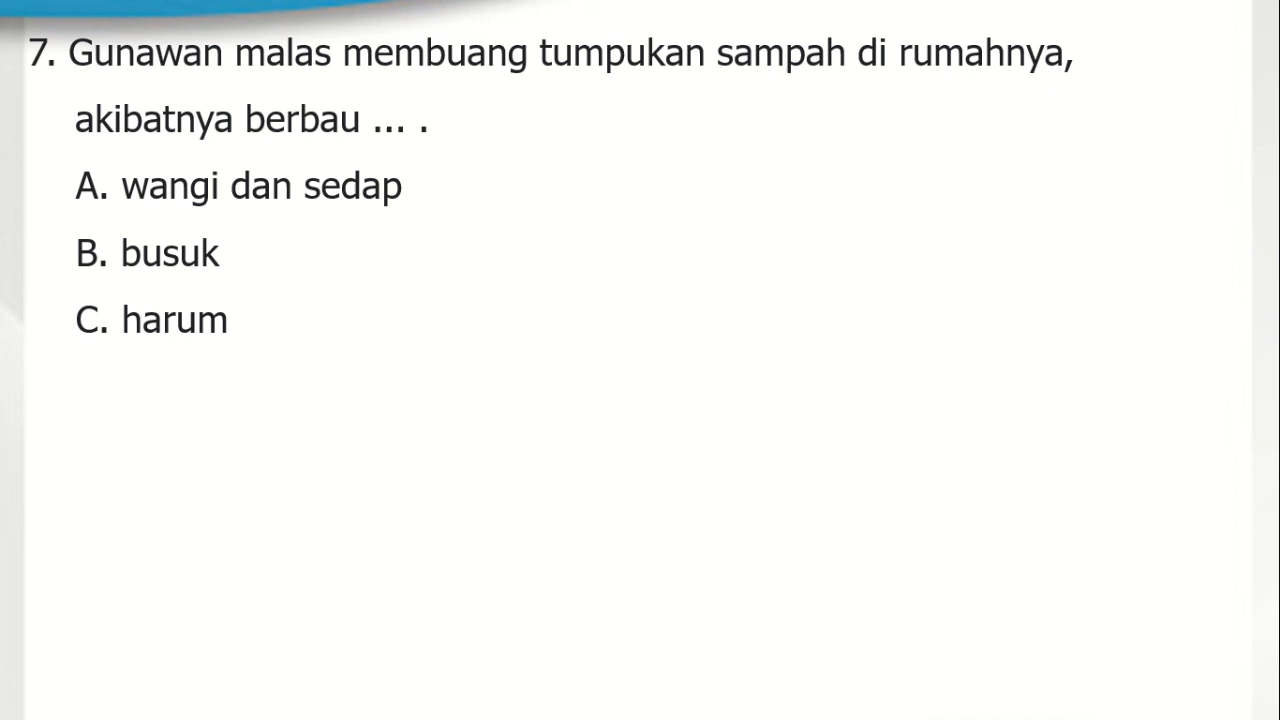 7. Gunawan malas membuang tumpukan sampah di rumahnya,
akibatnya berbau ... .
A. wangi dan sedap
B. busuk
C. harum